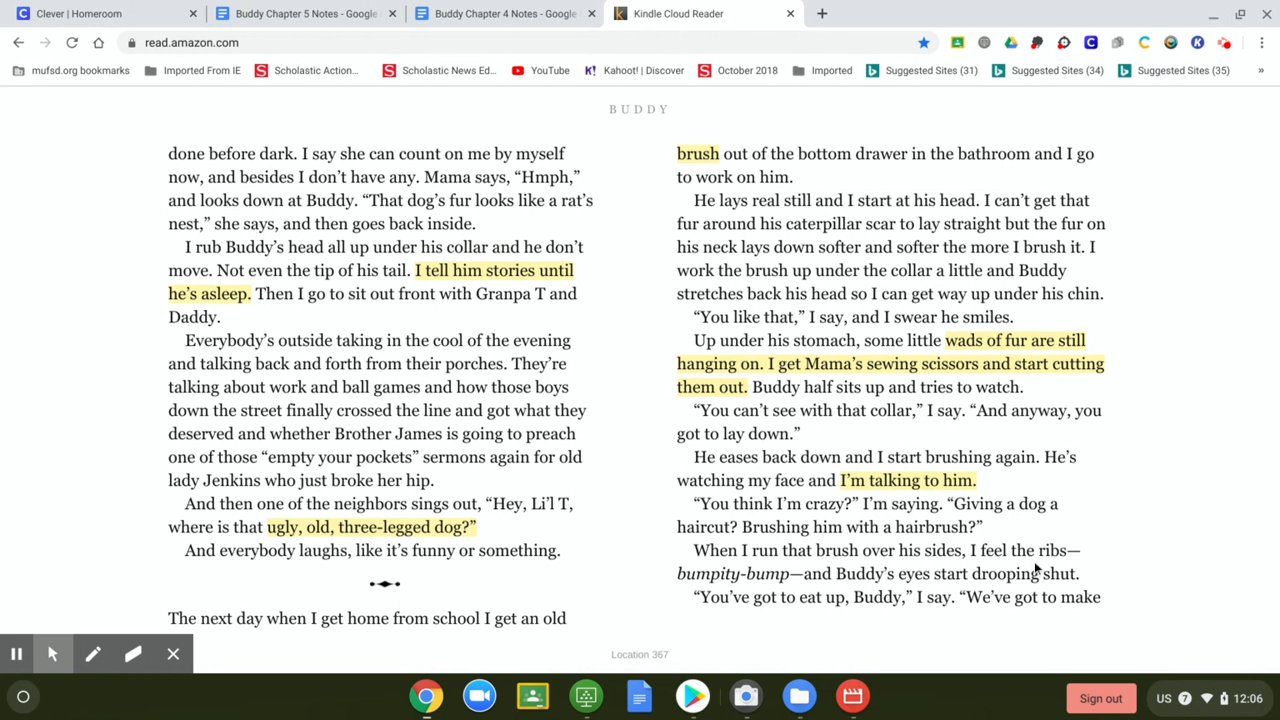 Clever | Homeroom
Buddy Chapter 5 Notes - Google
Buddy Chapter 4 Notes - Google
Kindle Cloud Reader
read.amazon.com
mufsd.org bookmarks
Imported From IE
Scholastic Action...
Scholastic News Ed...
YouTube
Kahoot! | Discover
October 2018
Imported
Suggested Sites (31)
Suggested Sites (34)
Suggested Sites (35)
»
BUDDY
done before dark. I say she can count on me by myself
now, and besides I don’t have any. Mama says, “Hmph,”
and looks down at Buddy. “That dog’s fur looks like a rat’s
nest,” she says, and then goes back inside.
I rub Buddy’s head all up under his collar and he don’t
move. Not even the tip of his tail. I tell him stories until
he’s asleep. Then I go to sit out front with Granpa T and
Daddy.
Everybody’s outside taking in the cool of the evening
and talking back and forth from their porches. They’re
talking about work and ball games and how those boys
down the street finally crossed the line and got what they
deserved and whether Brother James is going to preach
one of those “empty your pockets” sermons again for old
lady Jenkins who just broke her hip.
And then one of the neighbors sings out, “Hey, Li’l T,
where is that ugly, old, three-legged dog?”
And everybody laughs, like it’s funny or something.
The next day when I get home from school I get an old
brush out of the bottom drawer in the bathroom and I go
to work on him.
He lays real still and I start at his head. I can’t get that
fur around his caterpillar scar to lay straight but the fur on
his neck lays down softer and softer the more I brush it. I
work the brush up under the collar a little and Buddy
stretches back his head so I can get way up under his chin.
“You like that,” I say, and I swear he smiles.
Up under his stomach, some little wads of fur are still
hanging on. I get Mama’s sewing scissors and start cutting
them out. Buddy half sits up and tries to watch.
“You can’t see with that collar,” I say. “And anyway, you
got to lay down.”
He eases back down and I start brushing again. He’s
watching my face and I’m talking to him.
“You think I’m crazy?” I’m saying. “Giving a dog a
haircut? Brushing him with a hairbrush?”
When I run that brush over his sides, I feel the ribs—
bumpity-bump—and Buddy’s eyes start drooping shut.
“You’ve got to eat up, Buddy,” I say. “We’ve got to make
Location 367
Sign out
US
7
12:06